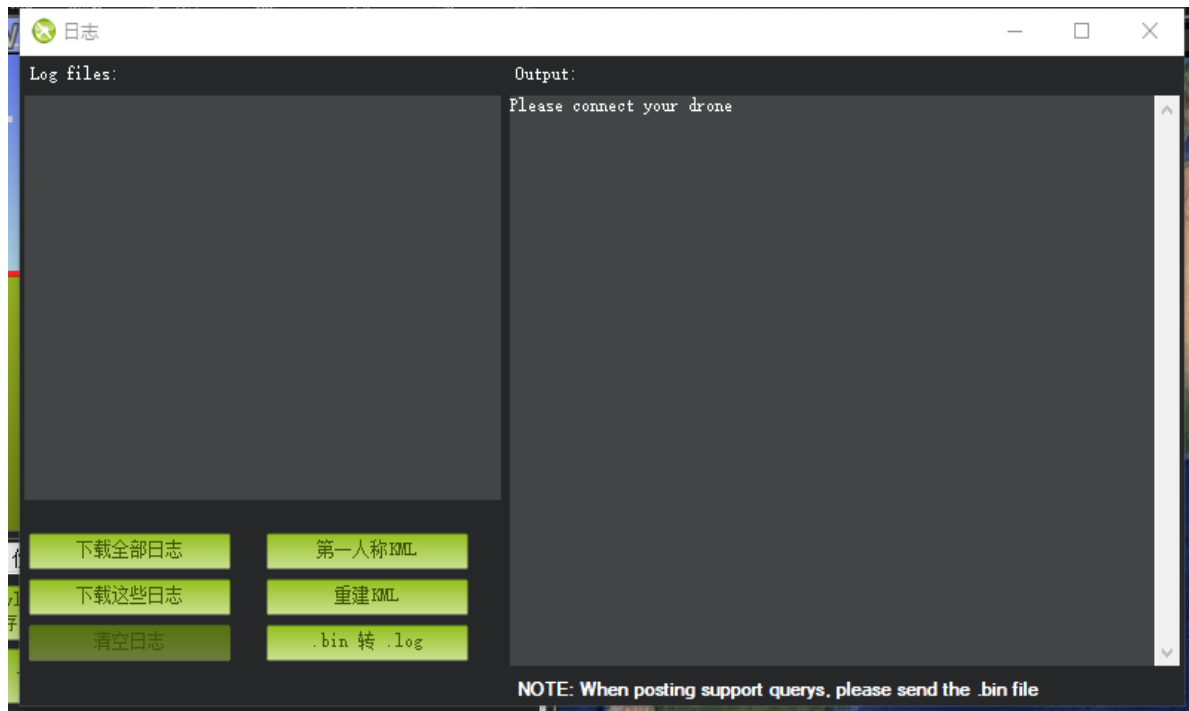 日志
Log files:
Output:
Please connect your drone
下载全部日志
第一人称KML
下载这些日志
重建KML
清空日志
.bin 转 .log
NOTE: When posting support querys, please send the .bin file